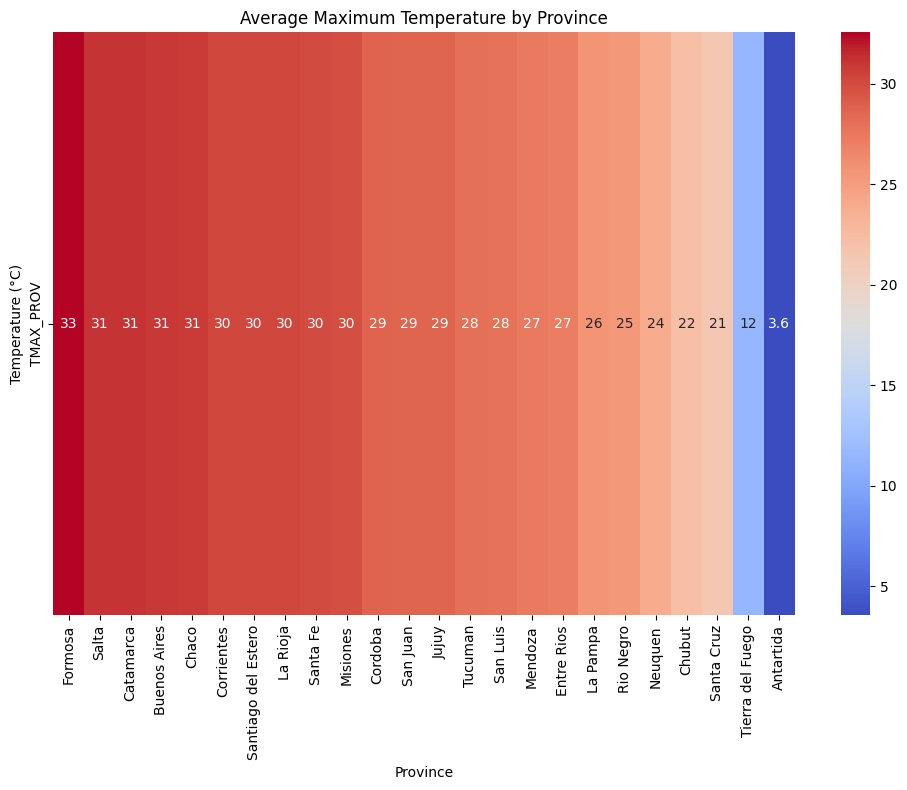 Average Maximum Temperature by Province
Temperature (°C)
TMAX_PROV
33 31 31 31 31 30 30 30 30 30 29 29 29 28 28 27 27 26 25 24 22 21 12 3.6
Formosa
Salta
Catamarca
Buenos Aires
Chaco
Corrientes
Santiago del Estero
La Rioja
Santa Fe
Misiones
Cordoba
San Juan
Jujuy
Tucuman
San Luis
Mendoza
Entre Rios
La Pampa
Rio Negro
Neuquen
Chubut
Santa Cruz
Tierra del Fuego
Antartida
Province
30
25
20
15
10
5